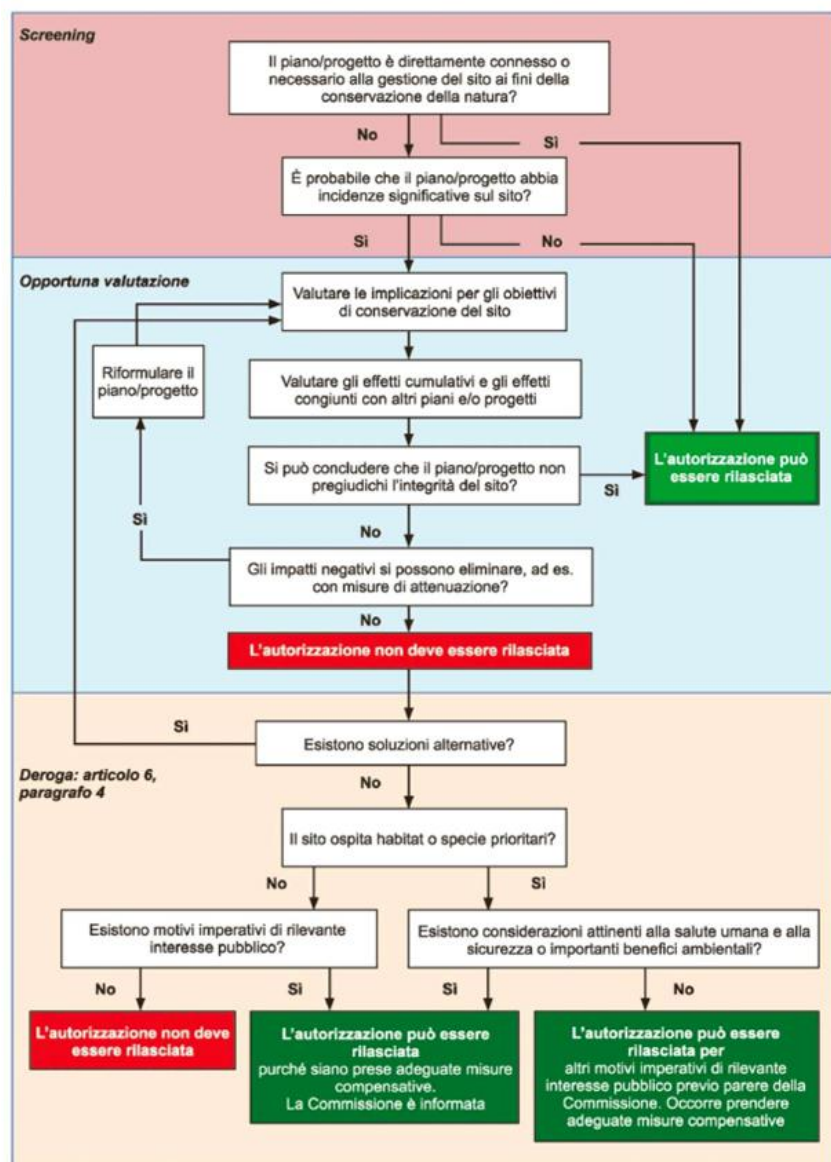 Screening
Il piano/progetto è direttamente connesso o
necessario alla gestione del sito ai fini della
conservazione della natura?
No
Sì
È probabile che il piano/progetto abbia
incidenze significative sul sito?
Sì
No
Opportuna valutazione
Valutare le implicazioni per gli obiettivi
di conservazione del sito
Riformulare il
piano/progetto
Valutare gli effetti cumulativi e gli effetti
congiunti con altri piani e/o progetti
L'autorizzazione può
essere rilasciata
Si può concludere che il piano/progetto non
pregiudichi l'integrità del sito?
Sì
Sì
No
Gli impatti negativi si possono eliminare, ad es.
con misure di attenuazione?
No
L'autorizzazione non deve essere rilasciata
Sì
Esistono soluzioni alternative?
Deroga: articolo 6,
paragrafo 4
No
Il sito ospita habitat o specie prioritari?
No
Sì
Esistono motivi imperativi di rilevante
interesse pubblico?
Esistono considerazioni attinenti alla salute umana e alla
sicurezza o importanti benefici ambientali?
No
Sì
Sì
No
L'autorizzazione non deve
essere rilasciata
L'autorizzazione può essere
rilasciata
purché siano prese adeguate misure
compensative.
La Commissione è informata
L'autorizzazione può essere
rilasciata per
altri motivi imperativi di rilevante
interesse pubblico previo parere della
Commissione. Occorre prendere
adeguate misure compensative